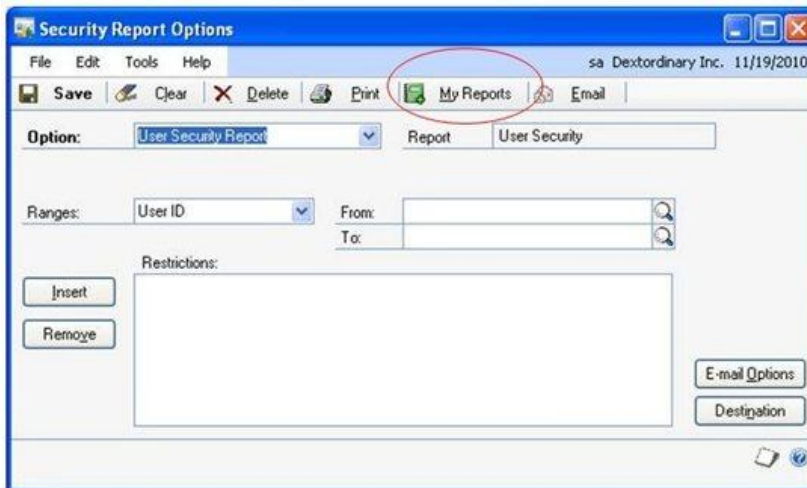 Security Report Options
File Edit Tools Help sa Dextordinary Inc. 11/19/2010
Save Clear Delete Print My Reports Email
Option: User Security Report Report User Security
Ranges: User ID From:
To:
Restrictions:
Insert
Remove
E-mail Options
Destination